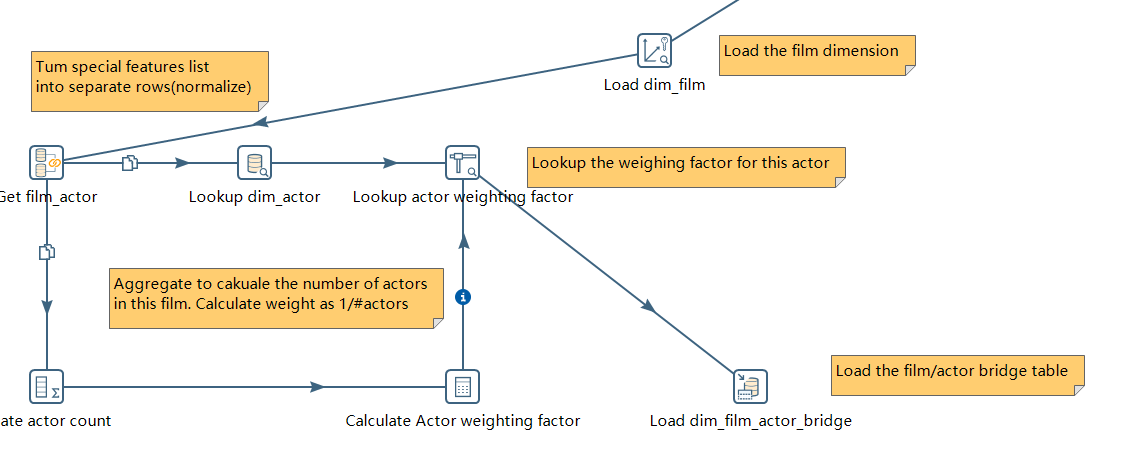 Load the film dimension
Tum special features list
into separate rows(normalize)
Load dim_film
Lookup the weighing factor for this actor
Get film_actor
Lookup dim_actor
Lookup actor weighting factor
Aggregate to cakuale the number of actors
in this film. Calculate weight as 1/#actors
Load the film/actor bridge table
ate actor count
Calculate Actor weighting factor
Load dim_film_actor_bridge